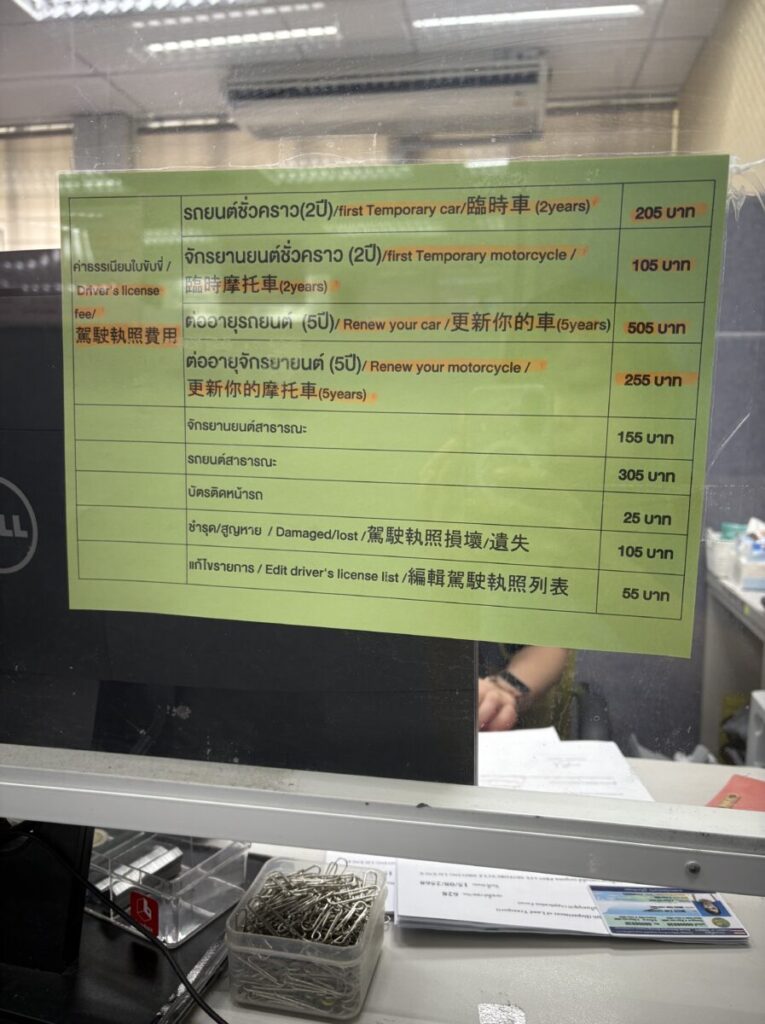 ค่าธรรเนียมใบขับขี่ /
Driver's license
fee/
駕駛執照費用
รถยนต์ชั่วคราว(2ปี)/first Temporary car/臨時車 (2years)
205 บาท
จักรยานยนต์ชั่วคราว (2ปี)/first Temporary motorcycle /
臨時摩托車(2years)
105 บาท
ต่ออายุรถยนต์ (5ปี)/ Renew your car /更新你的車(5years)
505 บาท
ต่ออายุจักรยายนต์ (5ปี)/ Renew your motorcycle /
更新你的摩托車(5years)
255 บาท
จักรยานยนต์สาธารณะ
155 บาท
รถยนต์สาธารณะ
305 บาท
บัตรติดหน้ารถ
25 บาท
ชำรุด/สูญหาย / Damaged/lost /駕駛執照損壞/遺失
105 บาท
แก้ไขรายการ / Edit driver's license list /編輯駕駛執照列表
55 บาท
DELL
628
15/08/2568